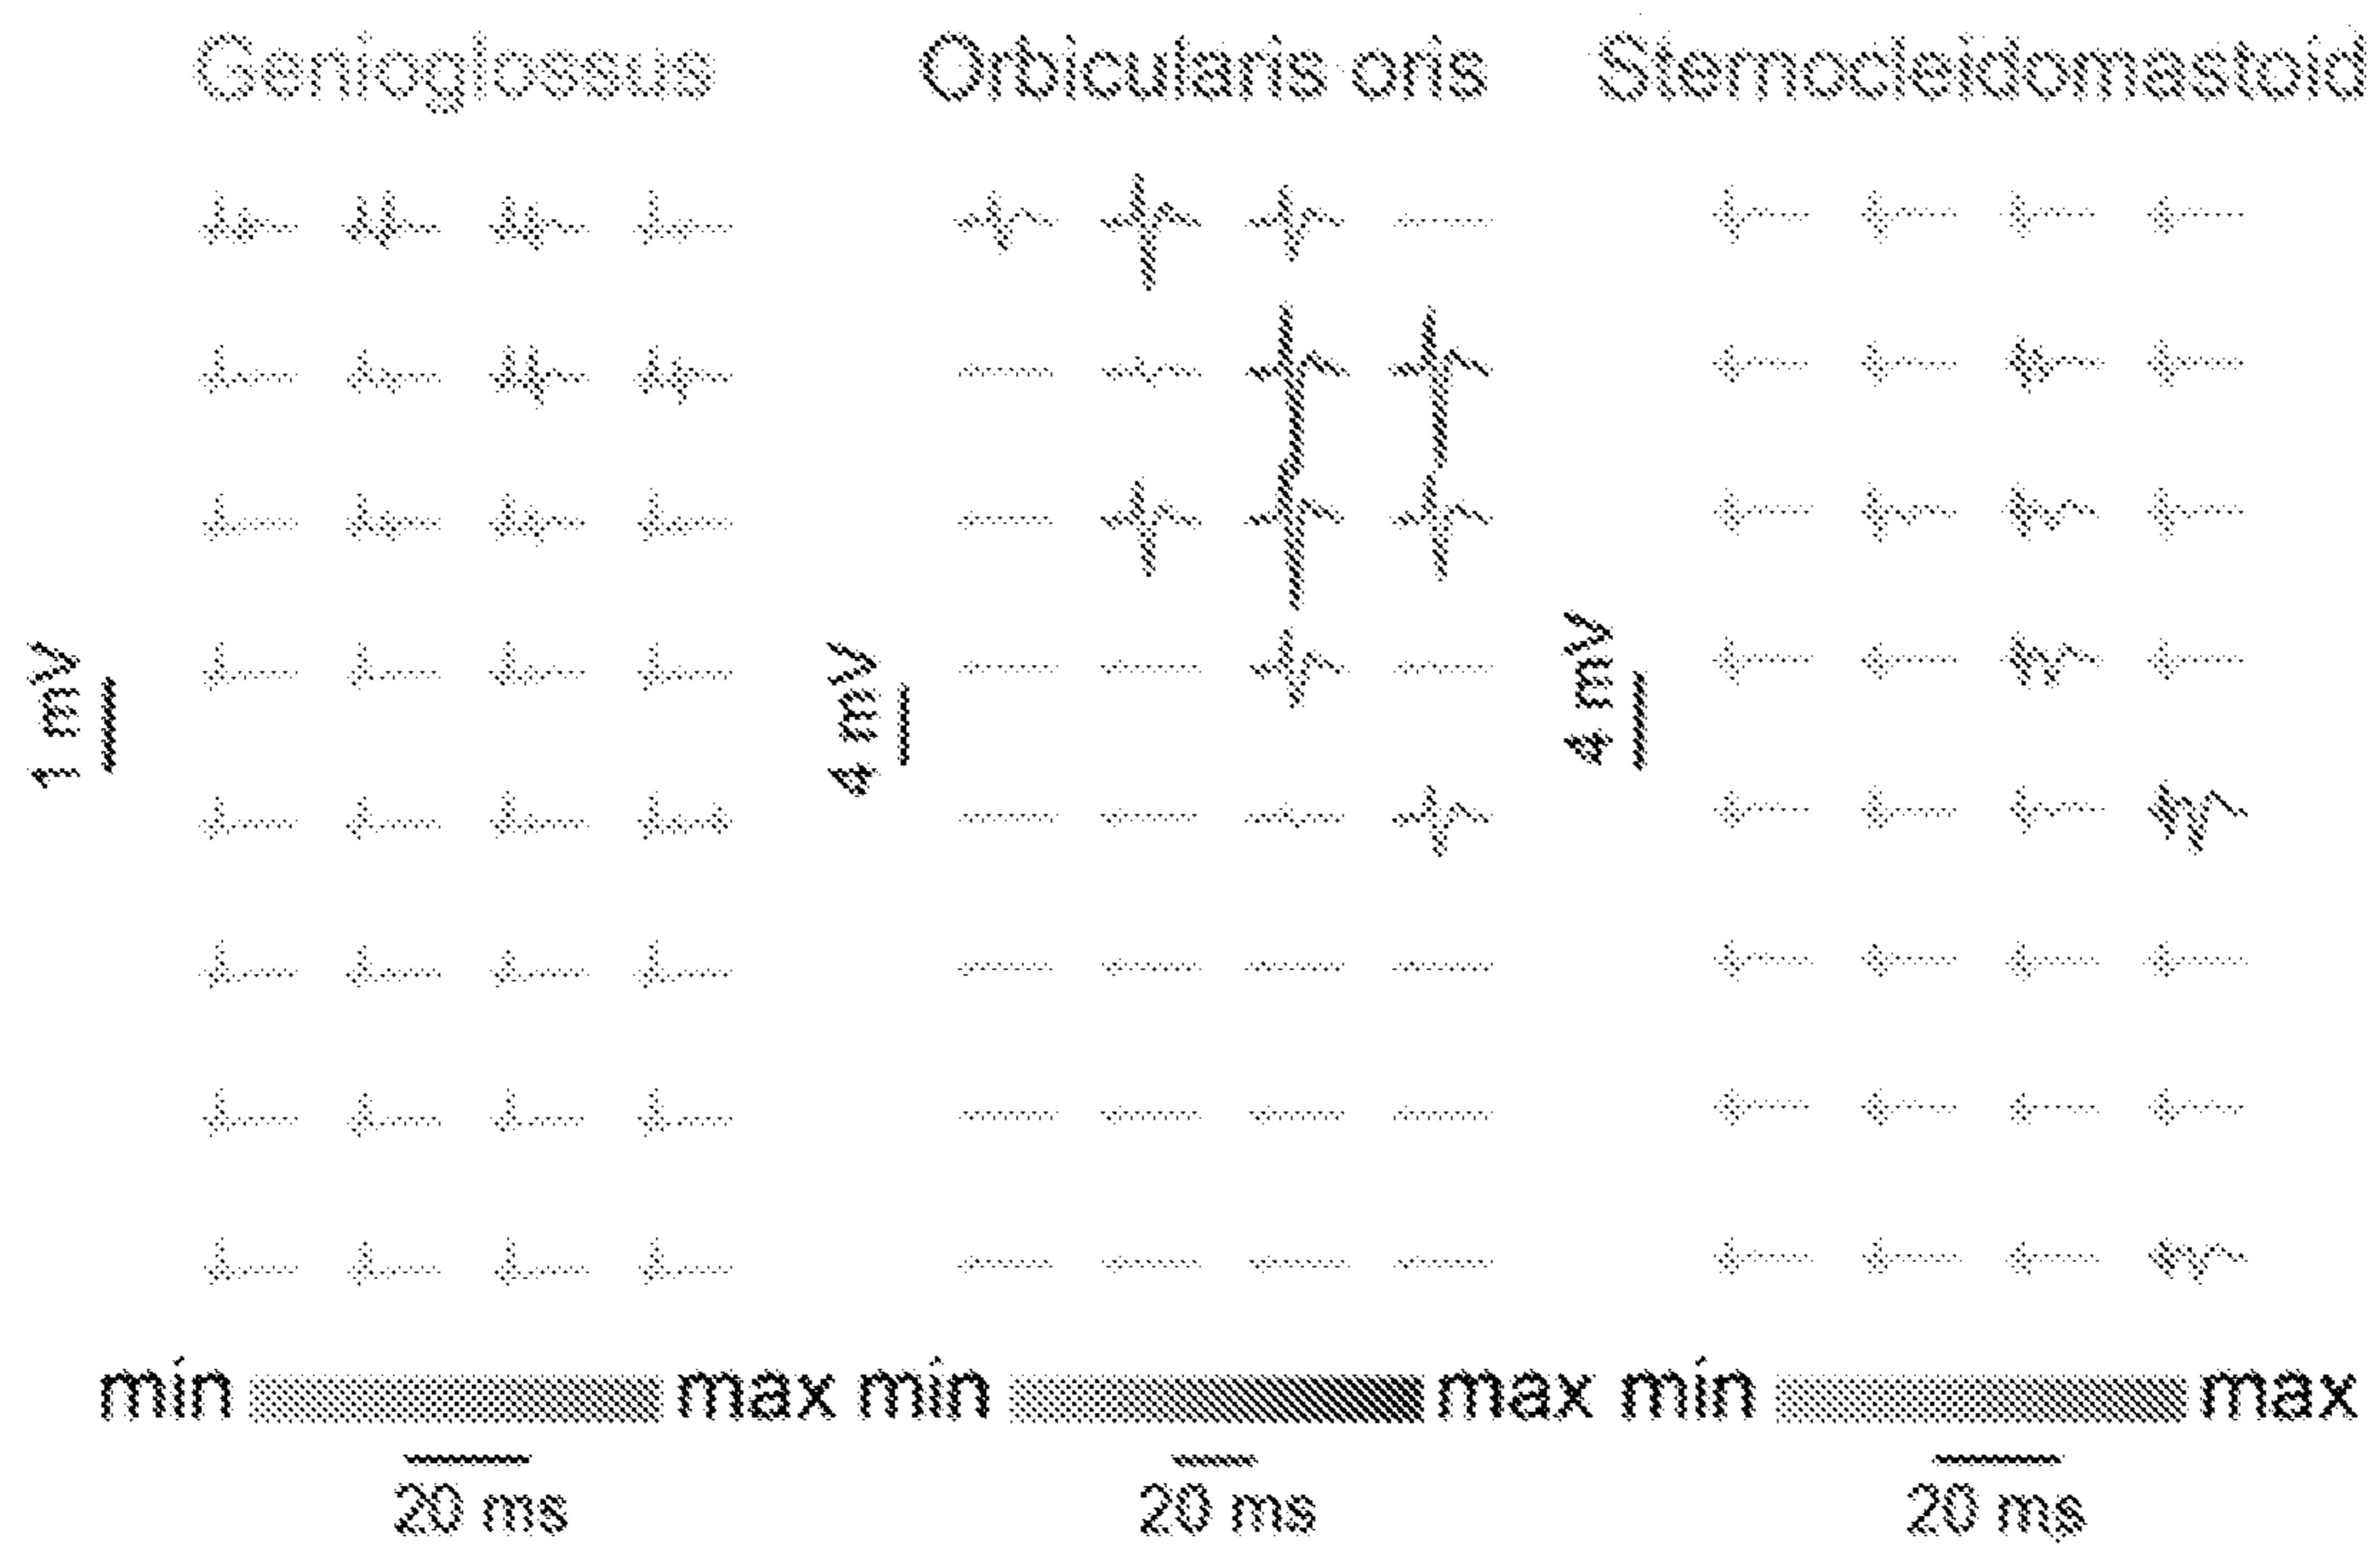 Genioglossus Orbicularis oris Sternocleidomastoid
1 mV 4 mV 4 mV
min max min max min max
20 ms 20 ms 20 ms